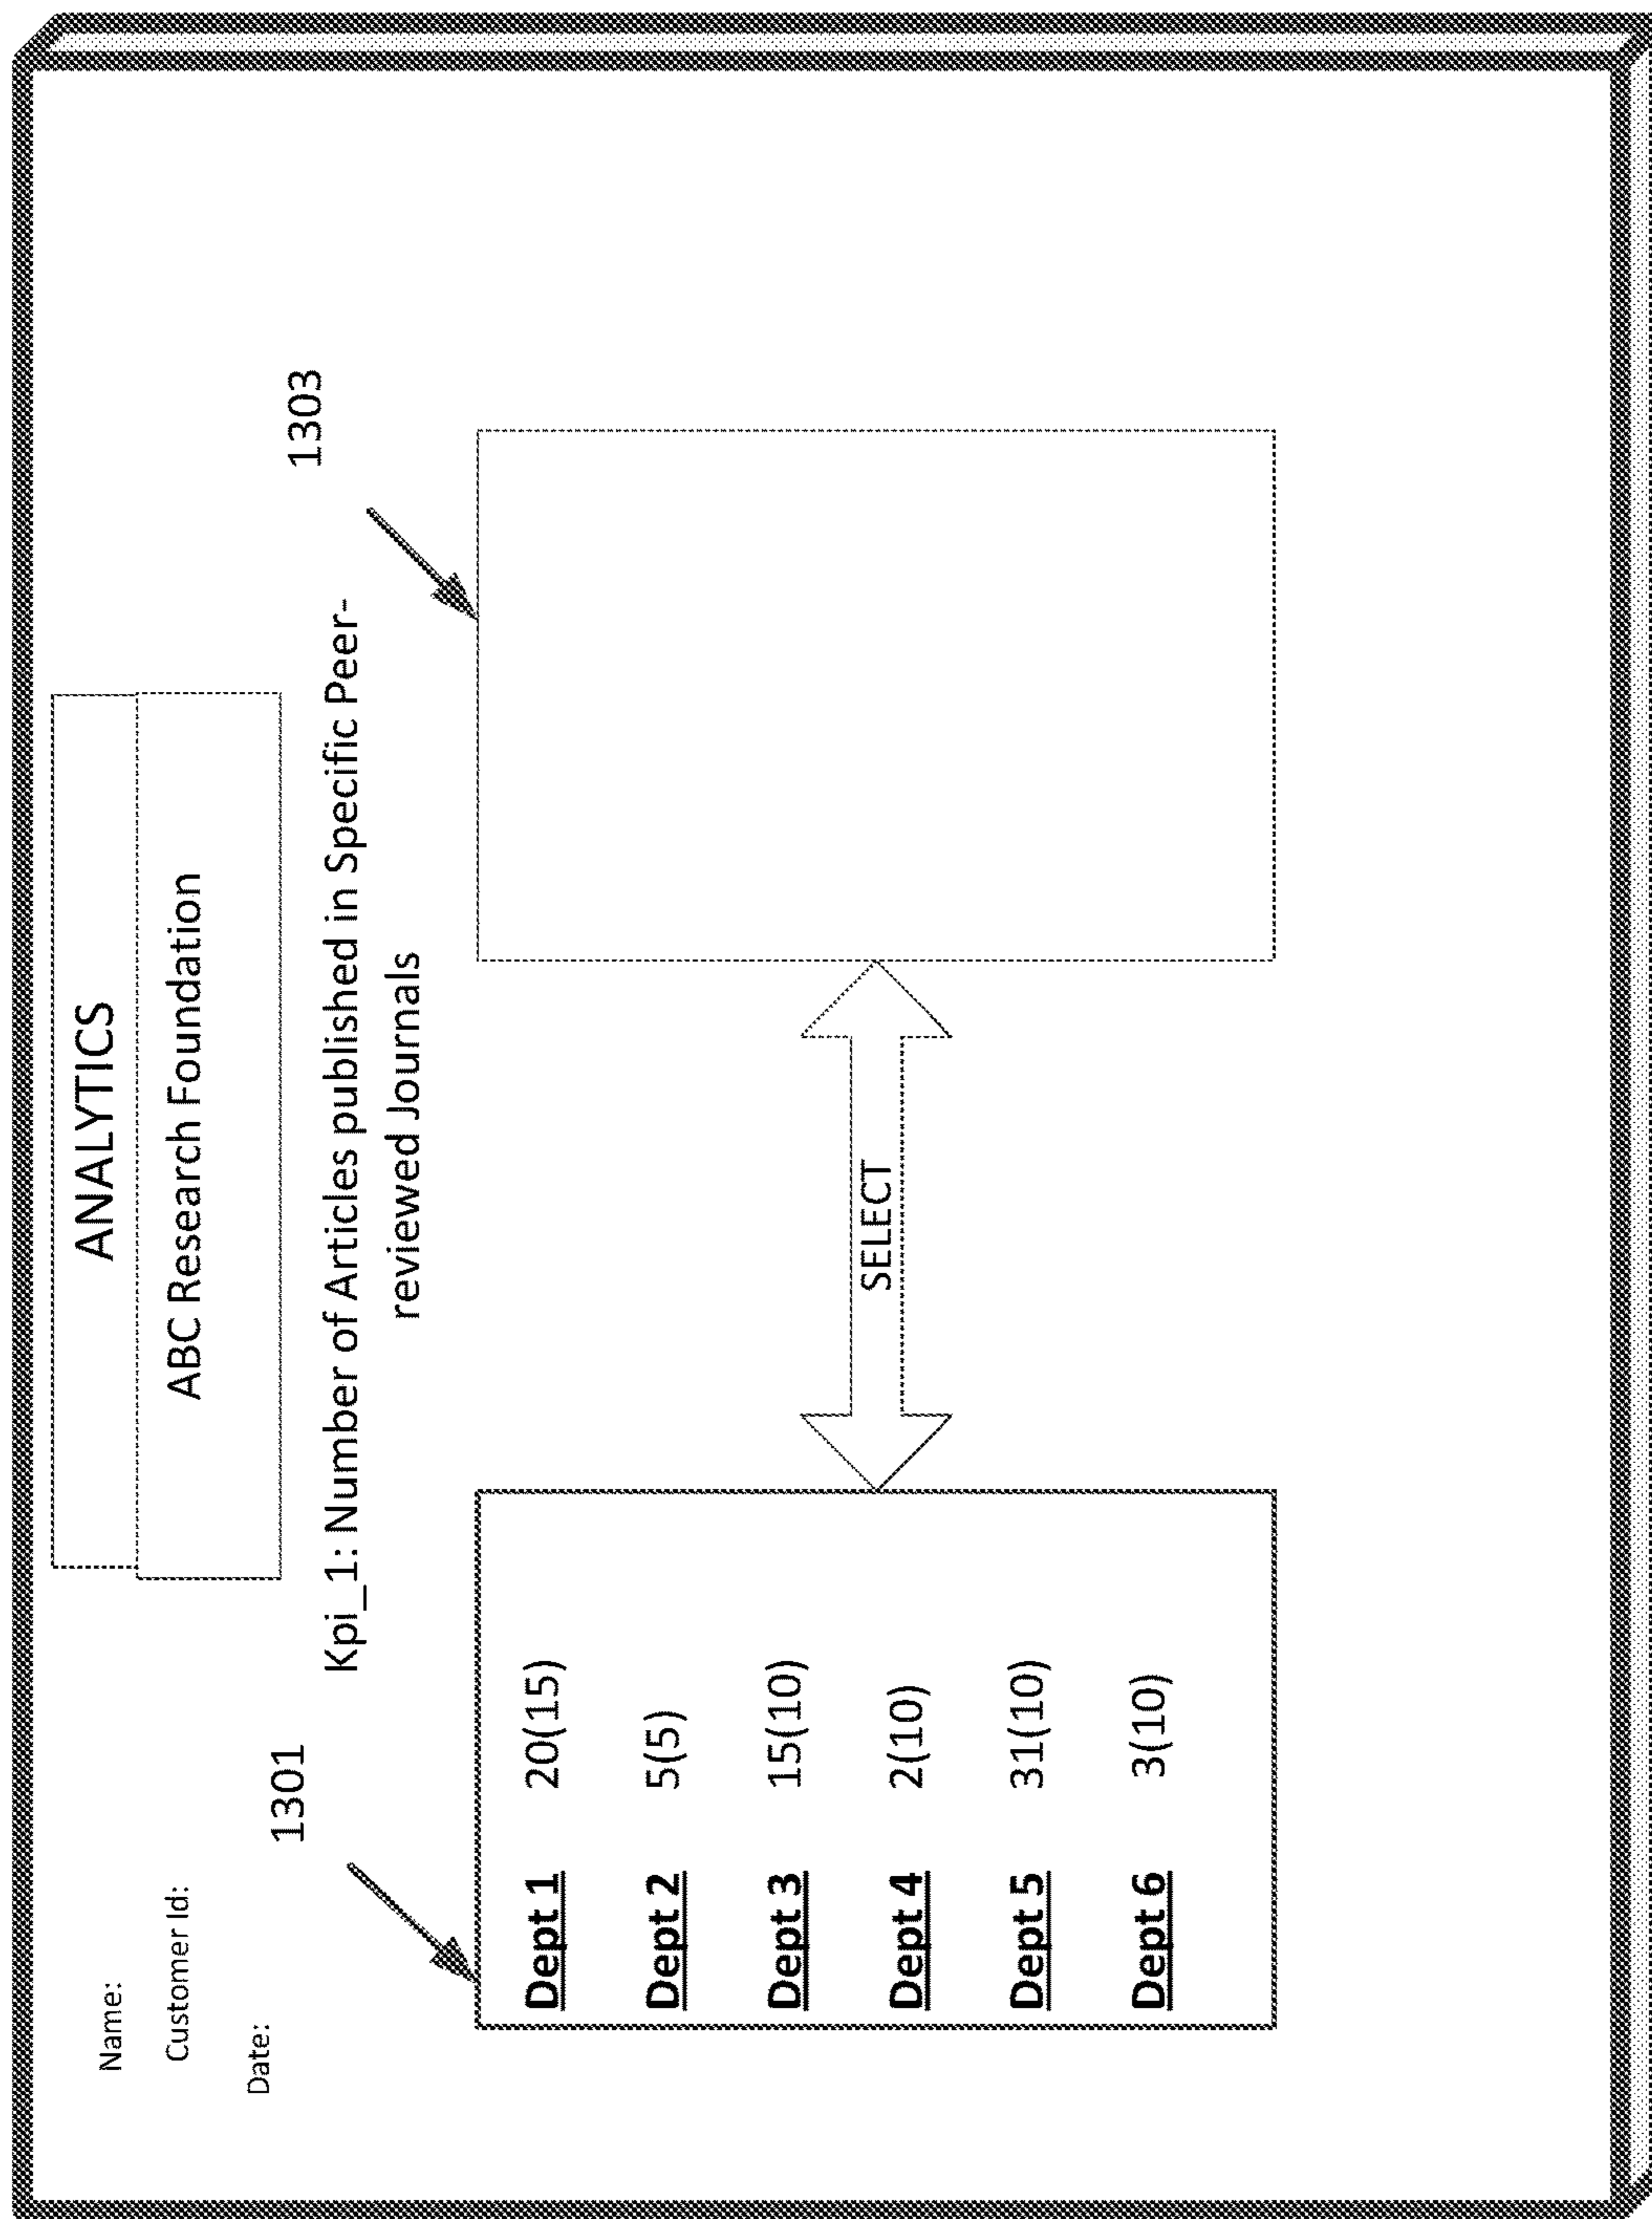 Name:
Customer Id:
Date:
ANALYTICS
ABC Research Foundation
Kpi_1: Number of Articles published in Specific Peer-
reviewed Journals
1301
1303
Dept 1 20(15)
Dept 2 5(5)
Dept 3 15(10)
Dept 4 2(10)
Dept 5 31(10)
Dept 6 3(10)
SELECT